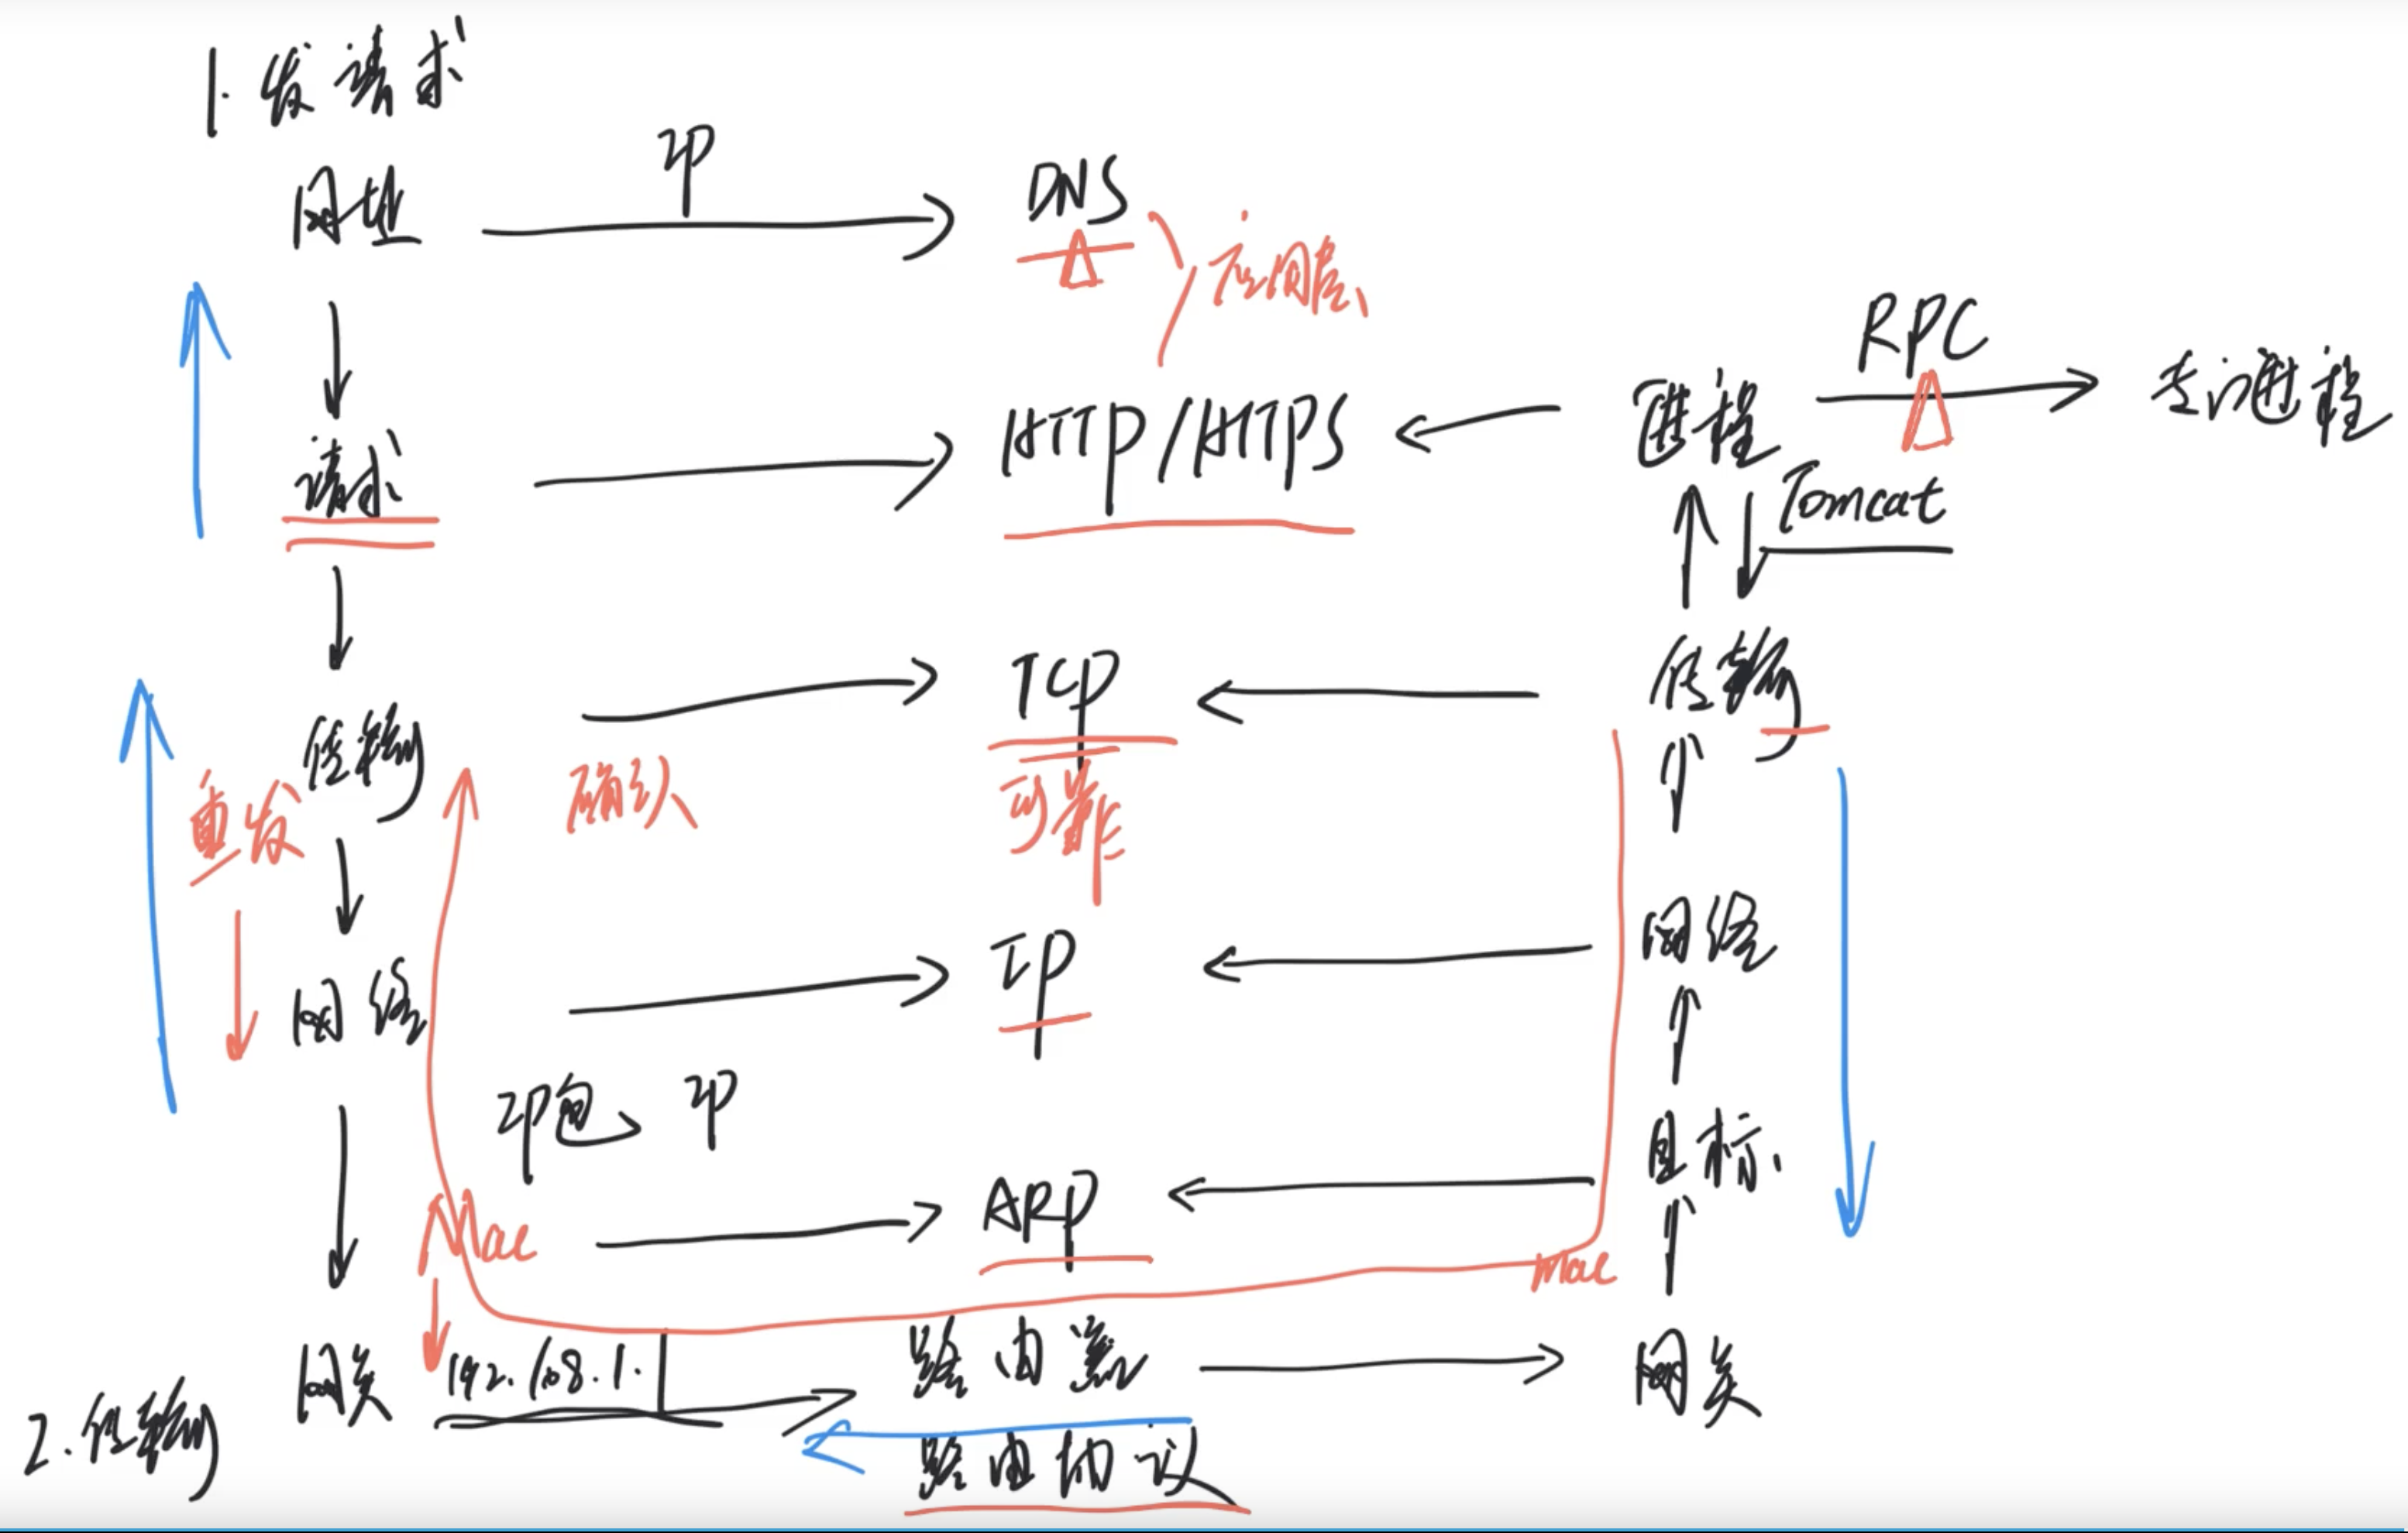 1. 发请求
网址
IP
DNS
应用层
请求
HTTP/HTTPS
进程
RPC
专门进程
Tomcat
传输
TCP
传输
重发
确认
可靠
网络
IP
网络
IP包
IP
目标
Mac
ARP
Mac
网关
192.168.1.1
路由器
网关
2. 传输
路由协议